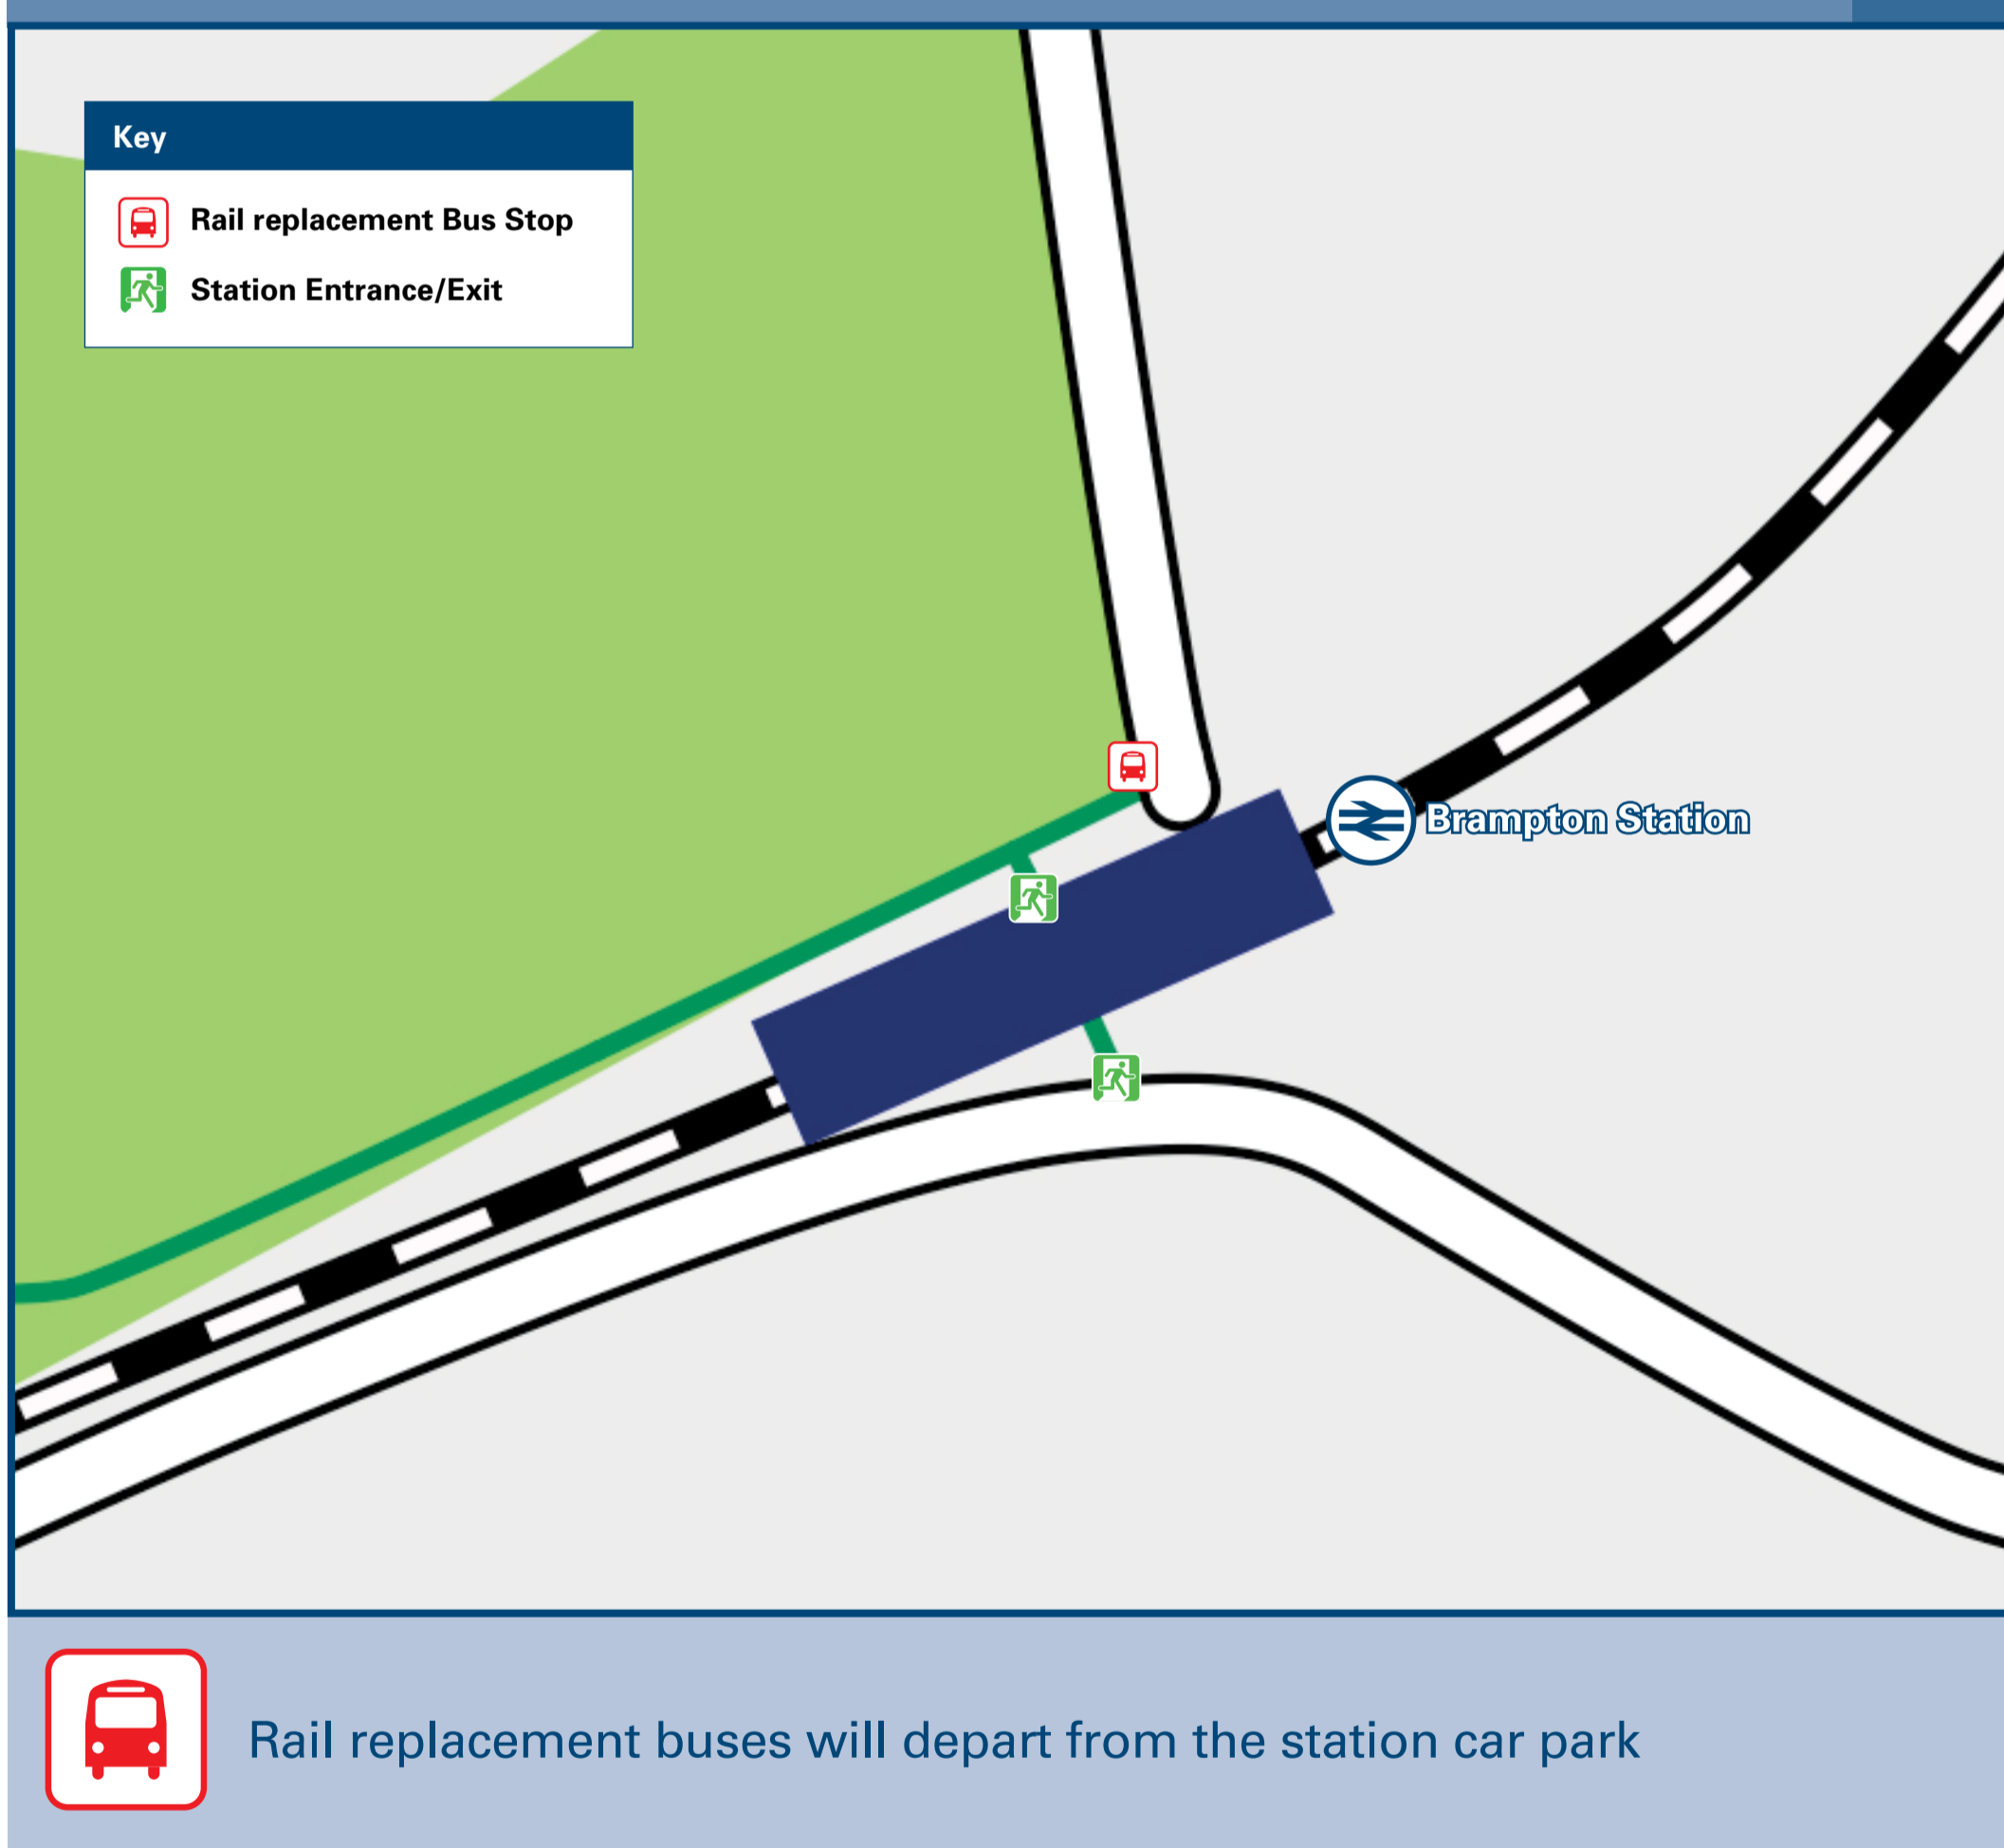 Key
Rail replacement Bus Stop
Station Entrance/Exit
Brampton Station
Rail replacement buses will depart from the station car park